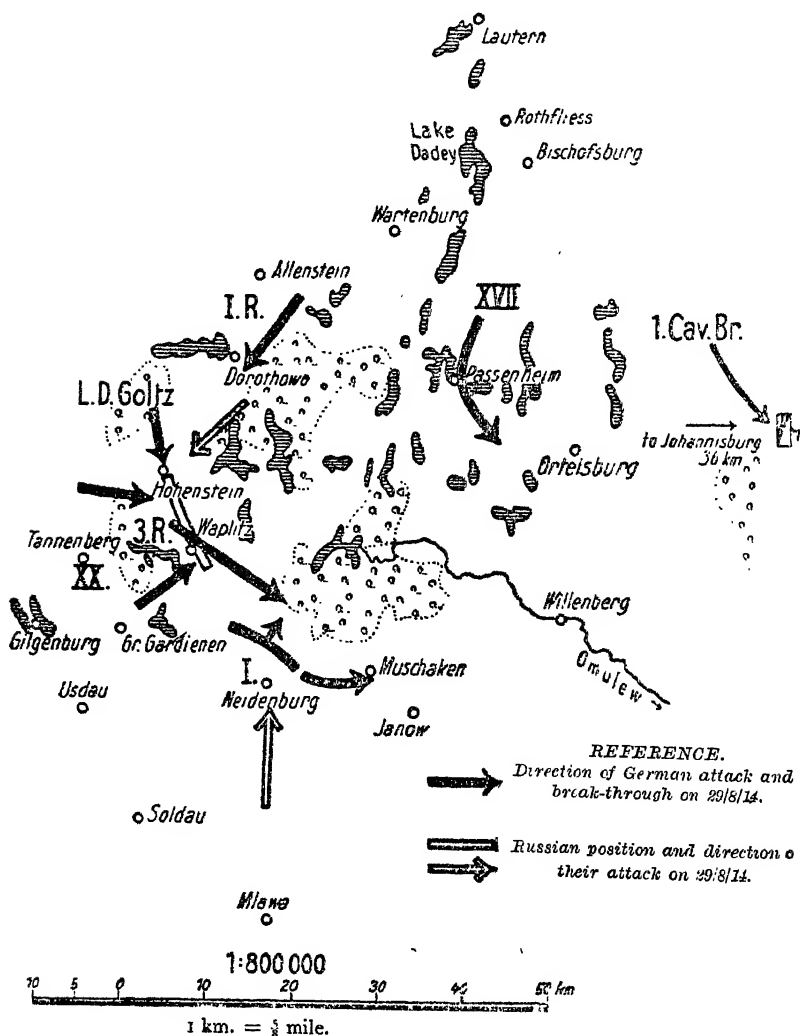 Lautern
Rothfliess
Lake
Dadey
Bischofsburg
Wartenburg
Allenstein
I.R.
XVII
1.Cav.Br.
Dorothowo
Passenheim
L.D.Goltz
to Johannisburg
36 km
Ortelsburg
Hohenstein
3.R.
Waplitz
Tannenberg
XX.
Willenberg
Gilgenburg
Gr. Gardienen
Muschaken
Omulew
I.
Neidenburg
Usdau
Janow
REFERENCE.
Direction of German attack and
break-through on 29/8/14.
Soldau
Russian position and direction o
their attack on 29/8/14.
Mlawa
1:800 000
10 5 0 10 20 30 40 50 km
1 km. = ⅝ mile.